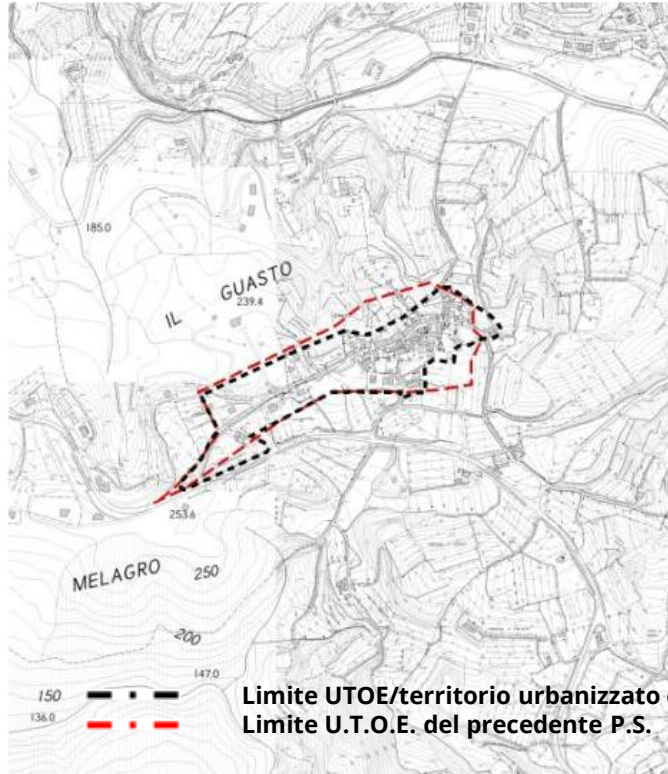 185.0
IL GUASTO
239.4
253.6
MELAGRO
250
200
147.0
150
136.0
Limite UTOE/territorio urbanizzato
Limite U.T.O.E. del precedente P.S.